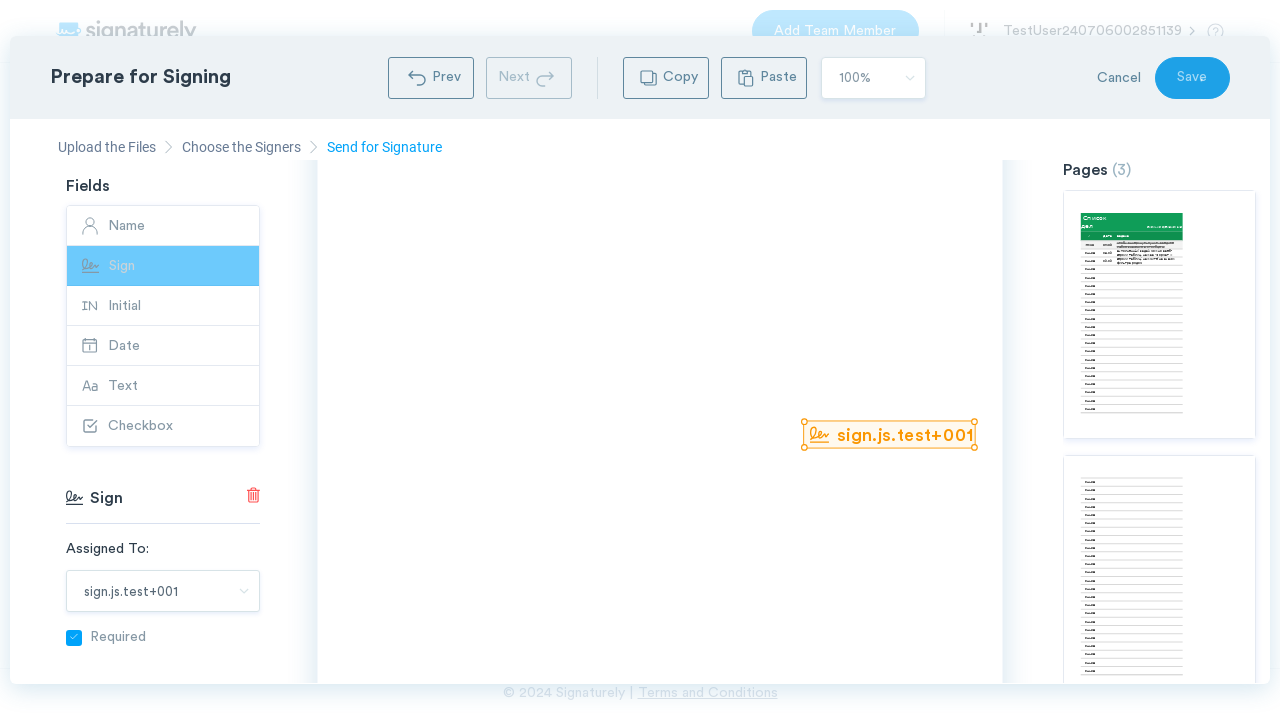 signaturely
Add Team Member
TestUser240706002851139
Prepare for Signing
Prev
Next
Copy
Paste
100%
Cancel
Save
Upload the Files
Choose the Signers
Send for Signature
Fields
Name
Sign
Initial
Date
Text
Checkbox
Sign
Assigned To:
sign.js.test+001
Required
sign.js.test+001
Pages (3)
Список
дел
© 2024 Signaturely | Terms and Conditions